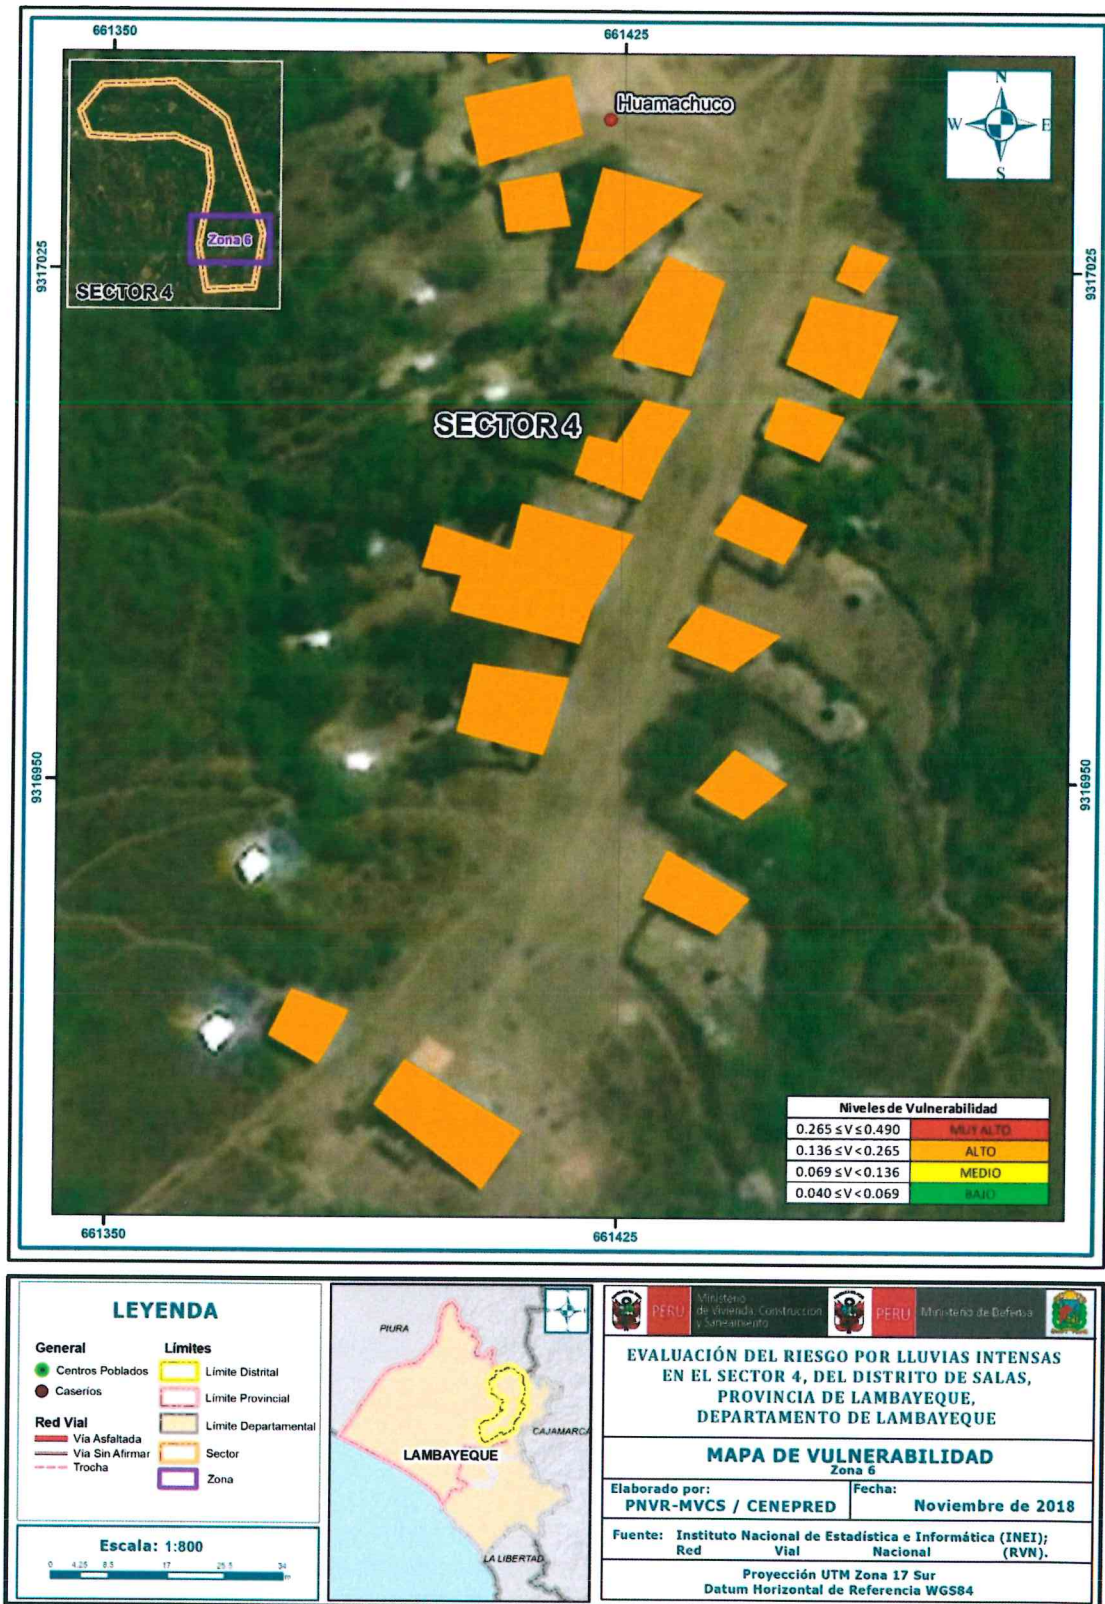 661350
661425
Huamachuco
N
W
E
S
Zona 6
SECTOR 4
9317025
9317025
SECTOR 4
9316950
9316950
Niveles de Vulnerabilidad
0.265 ≤ V ≤ 0.490 MUY ALTO
0.136 ≤ V < 0.265 ALTO
0.069 ≤ V < 0.136 MEDIO
0.040 ≤ V < 0.069 BAJO
661350
661425
LEYENDA
General
Centros Poblados
Caseríos
Red Vial
Vía Asfaltada
Vía Sin Afirmar
Trocha
Límites
Límite Distrital
Límite Provincial
Límite Departamental
Sector
Zona
Escala: 1:800
0 4.25 8.5 17 25.5 34
m
PIURA
CAJAMARCA
LAMBAYEQUE
LA LIBERTAD
PERÚ
Ministerio
de Vivienda, Construcción
y Saneamiento
PERÚ
Ministerio de Defensa
EVALUACIÓN DEL RIESGO POR LLUVIAS INTENSAS
EN EL SECTOR 4, DEL DISTRITO DE SALAS,
PROVINCIA DE LAMBAYEQUE,
DEPARTAMENTO DE LAMBAYEQUE
MAPA DE VULNERABILIDAD
Zona 6
Elaborado por:
PNVR-MVCS / CENEPRED
Fecha:
Noviembre de 2018
Fuente: Instituto Nacional de Estadística e Informática (INEI);
Red Vial Nacional (RVN).
Proyección UTM Zona 17 Sur
Datum Horizontal de Referencia WGS84